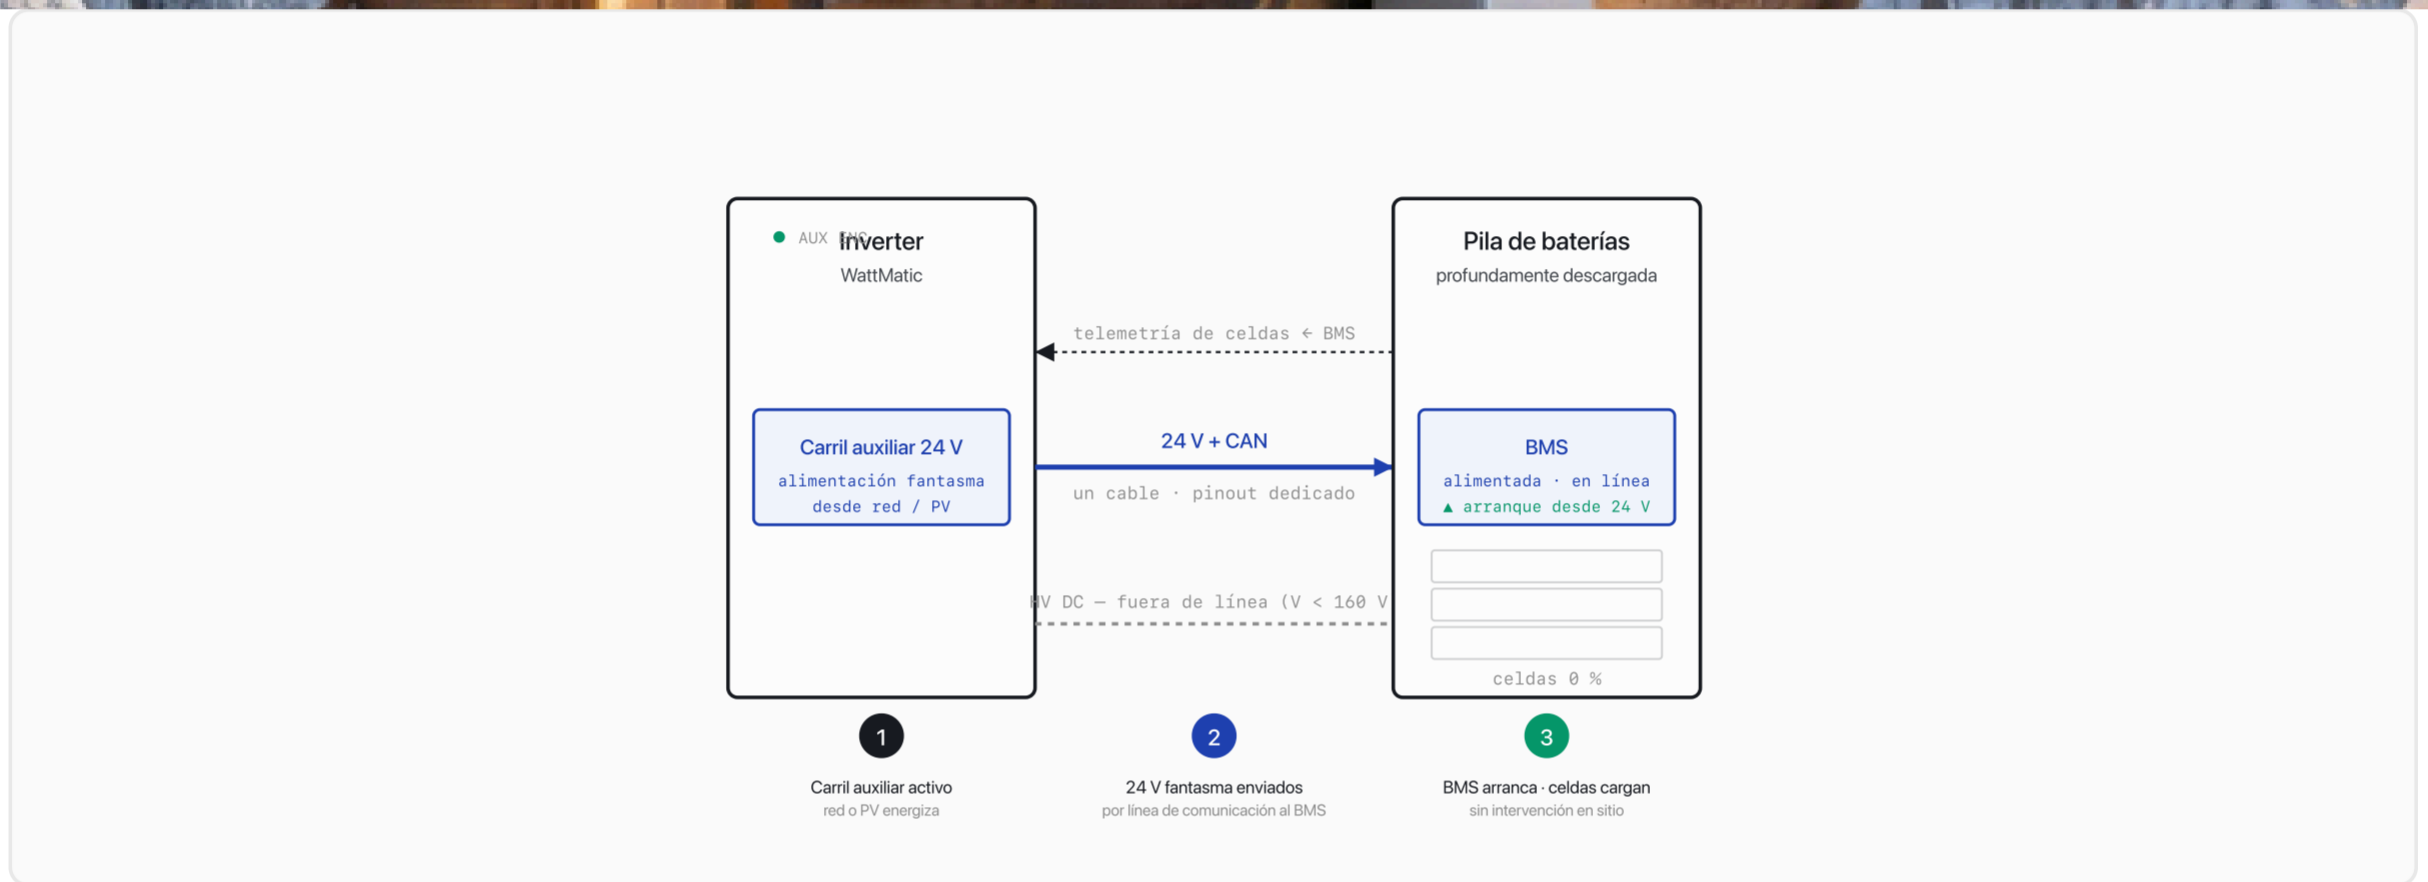 AUX ENC
Inverter
WattMatic
Pila de baterías
profundamente descargada
telemetría de celdas ← BMS
Carril auxiliar 24 V
alimentación fantasma
desde red / PV
24 V + CAN
un cable · pinout dedicado
BMS
alimentada · en línea
▲ arranque desde 24 V
HV DC — fuera de línea (V < 160 V
celdas 0 %
1
Carril auxiliar activo
red o PV energiza
2
24 V fantasma enviados
por línea de comunicación al BMS
3
BMS arranca · celdas cargan
sin intervención en sitio